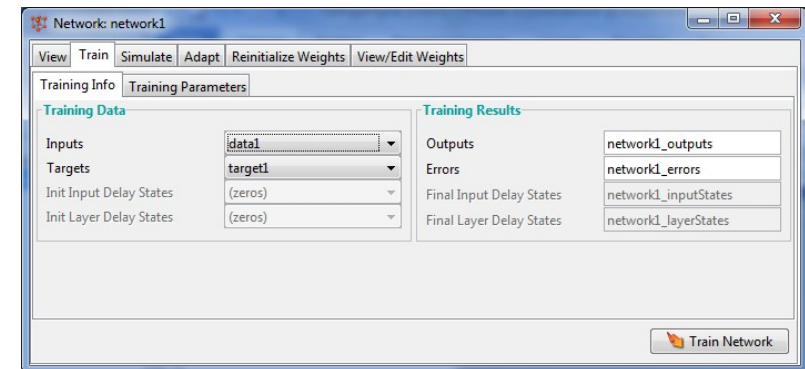 Network: network1
View Train Simulate Adapt Reinitialize Weights View/Edit Weights
Training Info Training Parameters
Training Data
Inputs data1
Targets target1
Init Input Delay States (zeros)
Init Layer Delay States (zeros)
Training Results
Outputs network1_outputs
Errors network1_errors
Final Input Delay States network1_inputStates
Final Layer Delay States network1_layerStates
Train Network